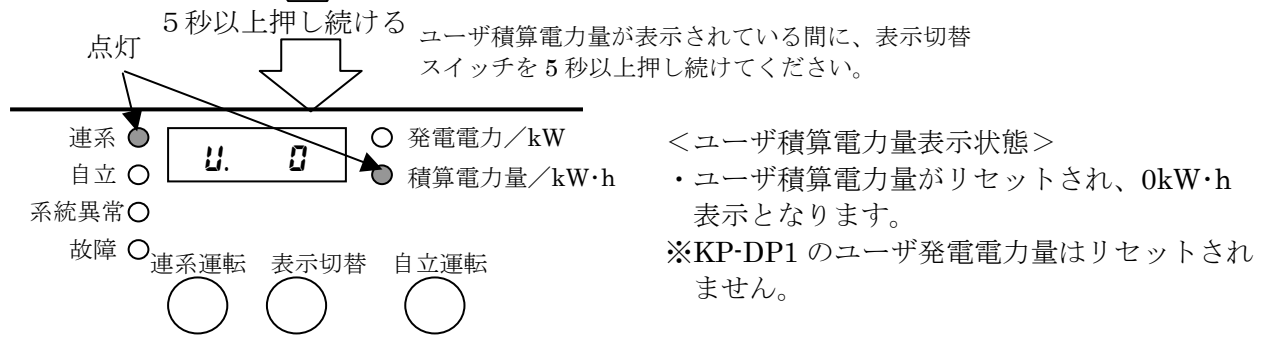 5秒以上押し続ける
ユーザ積算電力量が表示されている間に、表示切替
スイッチを5秒以上押し続けてください。
点灯
連系
自立
系統異常
故障
U. 0
発電電力／kW
積算電力量／kW･h
連系運転 表示切替 自立運転
＜ユーザ積算電力量表示状態＞
・ユーザ積算電力量がリセットされ、0kW･h
表示となります。
※KP-DP1 のユーザ発電電力量はリセットされ
ません。